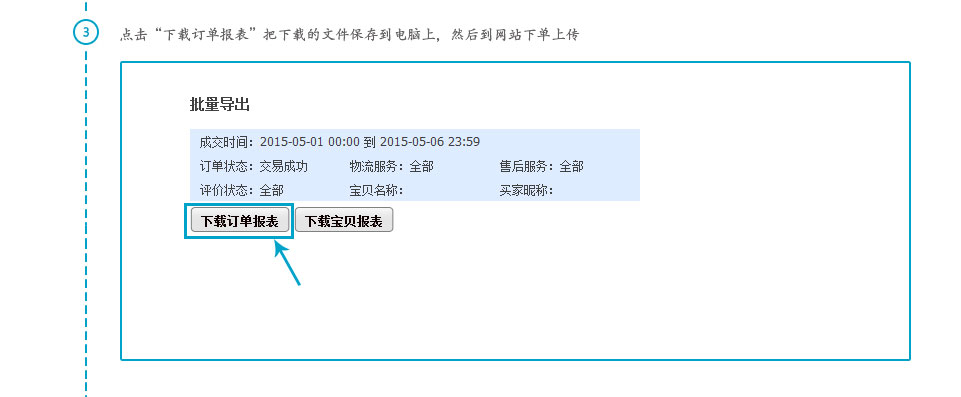 3
点击“下载订单报表”把下载的文件保存到电脑上，然后到网站下单上传
批量导出
成交时间：2015-05-01 00:00 到 2015-05-06 23:59
订单状态：交易成功 物流服务：全部 售后服务：全部
评价状态：全部 宝贝名称： 买家昵称：
下载订单报表 下载宝贝报表